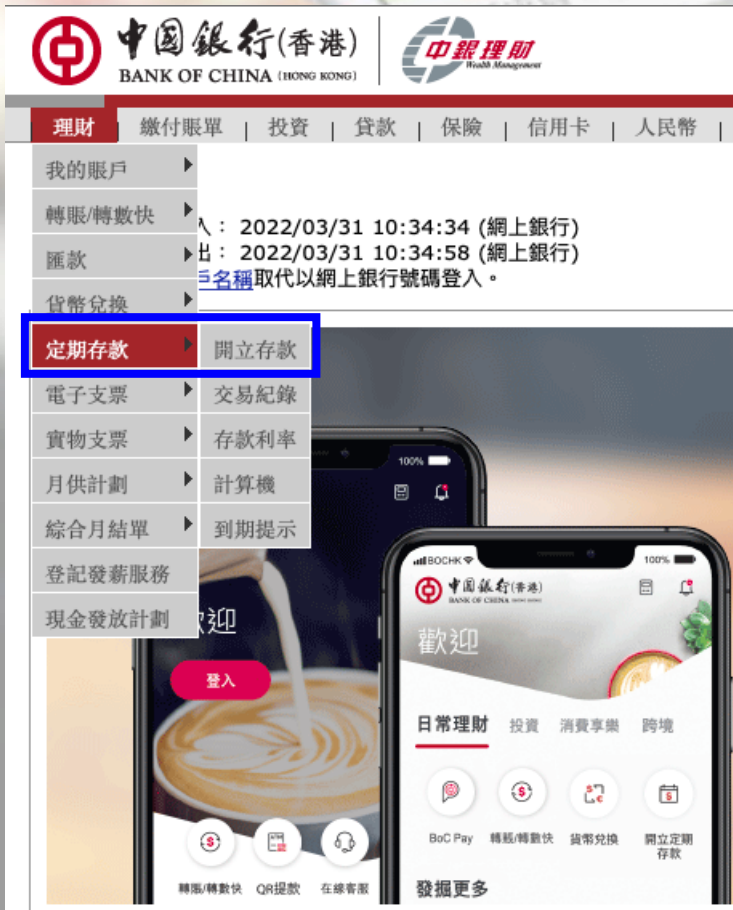 中国銀行(香港)
BANK OF CHINA (HONG KONG)
中銀理財
Wealth Management
理財 | 繳付賬單 | 投資 | 貸款 | 保險 | 信用卡 | 人民幣 |
我的賬戶
轉賬/轉數快
入： 2022/03/31 10:34:34 (網上銀行)
匯款
出： 2022/03/31 10:34:58 (網上銀行)
戶名稱取代以網上銀行號碼登入。
貨幣兌換
定期存款 開立存款
電子支票 交易紀錄
實物支票 存款利率
月供計劃 計算機
綜合月結單 到期提示
登記發薪服務
現金發放計劃
100%
歡迎
登入
轉賬/轉數快 QR提款 在線客服
BOCHK 100%
中国銀行(香港)
BANK OF CHINA (HONG KONG)
歡迎
日常理財 投資 消費享樂 跨境
BoC Pay 轉賬/轉數快 貨幣兌換 開立定期
存款
發掘更多